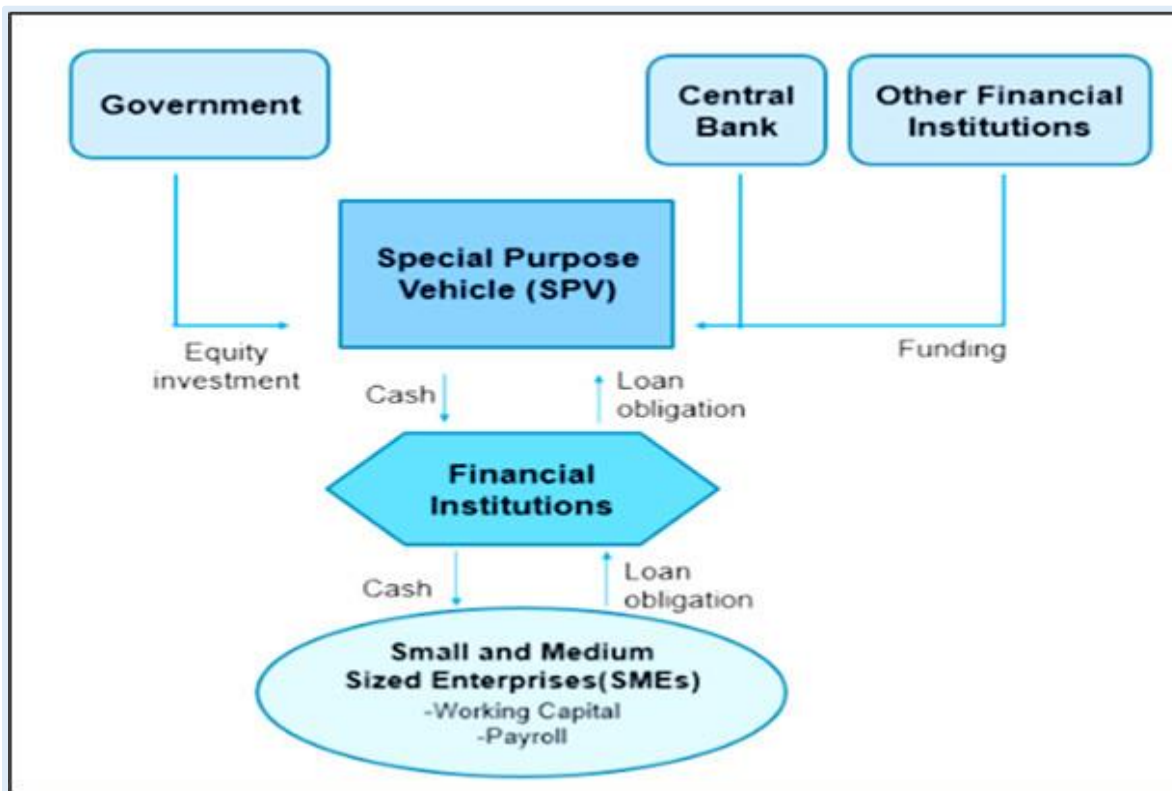 Government
Central
Bank
Other Financial
Institutions
Special Purpose
Vehicle (SPV)
Equity
investment
Funding
Cash
Loan
obligation
Financial
Institutions
Cash
Loan
obligation
Small and Medium
Sized Enterprises(SMEs)
-Working Capital
-Payroll